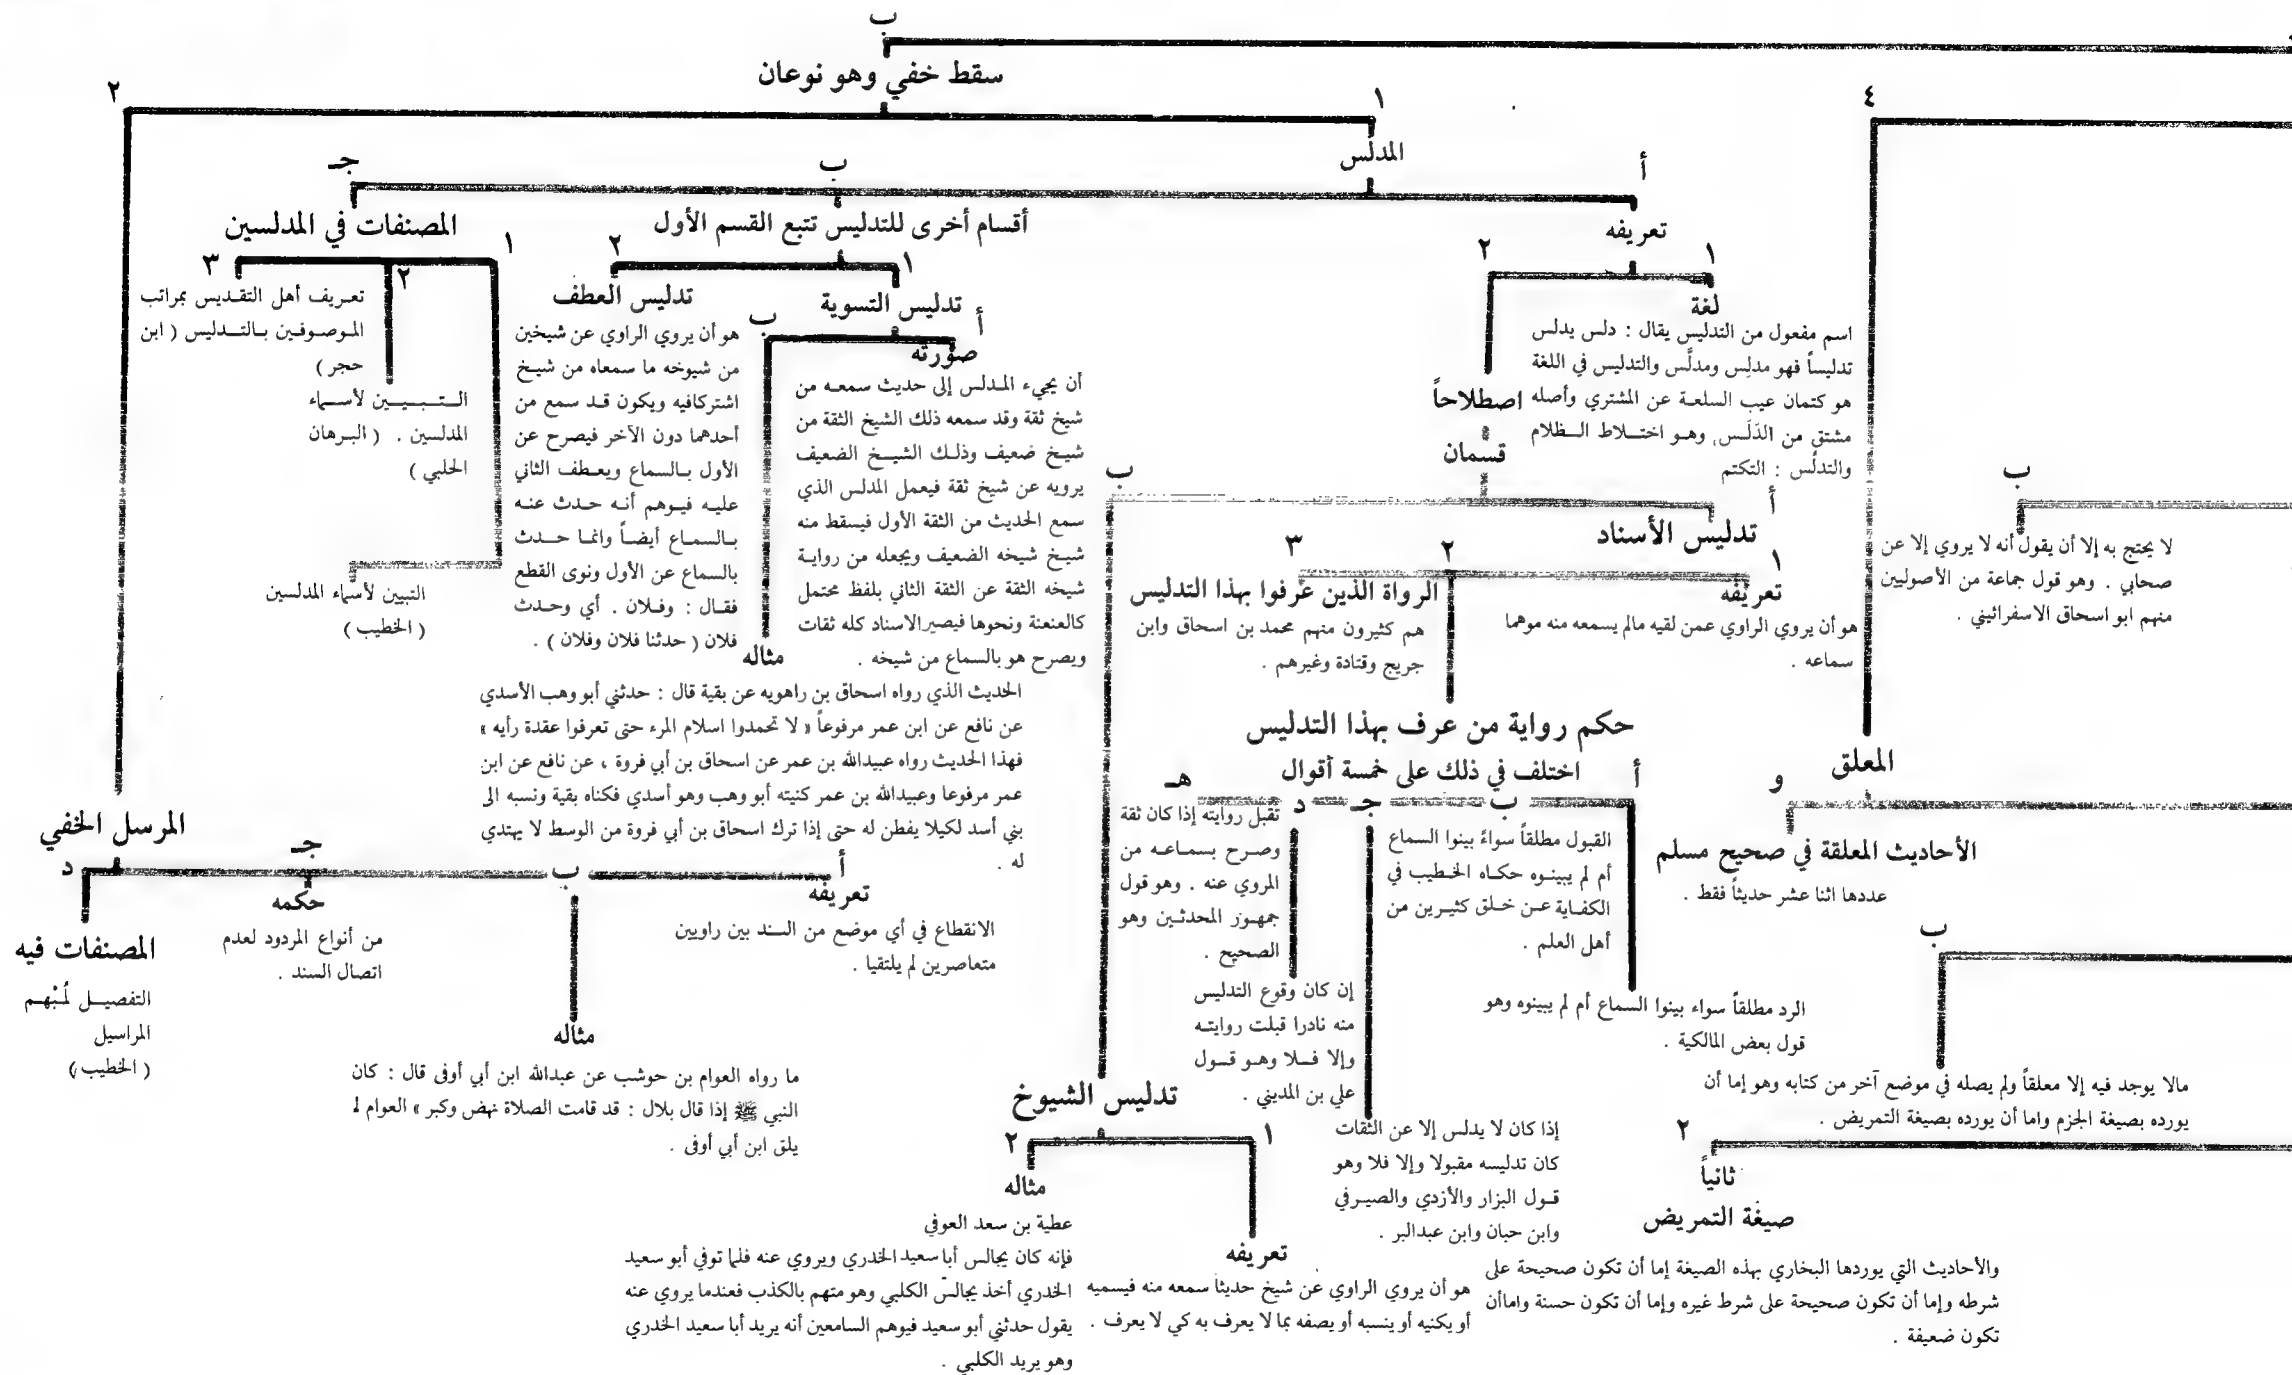 ب
سقط خفي وهو نوعان
١
٢
٤
المدلس
أ
ب
جـ
تعريفه
١
٢
لغة
اسم مفعول من التدليس يقال : دلس يدلس
تدليساً فهو مدلِس ومدلَّس والتدليس في اللغة
هو كتمان عيب السلعة عن المشتري وأصله
مشتق من الدَلَس وهو اختلاط الظلام
والتدلّس : التكتم
اصطلاحاً
قسمان
أ
ب
تدليس الأسناد
١
٢
٣
تعريفه
هو أن يروي الراوي عمن لقيه مالم يسمعه منه موهما
سماعه .
الرواة الذين عرفوا بهذا التدليس
هم كثيرون منهم محمد بن اسحاق وابن
جريج وقتادة وغيرهم .
حكم رواية من عرف بهذا التدليس
اختلف في ذلك على خمسة أقوال
أ
ب
جـ
د
هـ
الرد مطلقاً سواء بينوا السماع أم لم يبينوه وهو
قول بعض المالكية .
القبول مطلقاً سواءً بينوا السماع
أم لم يبينوه حكاه الخطيب في
الكفاية عن خلق كثيرين من
أهل العلم .
إذا كان لا يدلس إلا عن الثقات
كان تدليسه مقبولا وإلا فلا وهو
قول البزار والأزدي والصيرفي
وابن حبان وابن عبدالبر .
إن كان وقوع التدليس
منه نادرا قبلت روايته
وإلا فلا وهو قول
علي بن المديني .
تقبل روايته إذا كان ثقة
وصرح بسماعه من
المروي عنه . وهو قول
جمهور المحدثين وهو
الصحيح .
تدليس الشيوخ
١
٢
تعريفه
هو أن يروي الراوي عن شيخ حديثاً سمعه منه فيسميه
أو يكنيه أو ينسبه أو يصفه بما لا يعرف به كي لا يعرف .
مثاله
عطية بن سعد العوفي
فإنه كان يجالس أبا سعيد الخدري ويروي عنه فلما توفي أبو سعيد
الخدري أخذ يجالس الكلبي وهو متهم بالكذب فعندما يروي عنه
يقول حدثني أبو سعيد فيوهم السامعين أنه يريد أبا سعيد الخدري
وهو يريد الكلبي .
أقسام أخرى للتدليس تتبع القسم الأول
١
٢
تدليس التسوية
أ
ب
صورته
أن يجيء المدلس إلى حديث سمعه من
شيخ ثقة وقد سمعه ذلك الشيخ الثقة من
شيخ ضعيف وذلك الشيخ الضعيف
يرويه عن شيخ ثقة فيعمل المدلس الذي
سمع الحديث من الثقة الأول فيسقط منه
شيخ شيخه الضعيف ويجعله من رواية
شيخه الثقة عن الثقة الثاني بلفظ محتمل
كالعنعنة ونحوها فيصير الاسناد كله ثقات
ويصرح هو بالسماع من شيخه .
مثاله
الحديث الذي رواه اسحاق بن راهويه عن بقية قال : حدثني أبو وهب الأسدي
عن نافع عن ابن عمر مرفوعاً « لا تحمدوا اسلام المرء حتى تعرفوا عقدة رأيه »
فهذا الحديث رواه عبيدالله بن عمر عن اسحاق بن أبي فروة ، عن نافع عن ابن
عمر مرفوعا وعبيدالله بن عمر كنيته أبو وهب وهو أسدي فكناه بقية ونسبه الى
بني أسد لكيلا يفطن له حتى إذا ترك اسحاق بن أبي فروة من الوسط لا يهتدي
له .
تدليس العطف
هو أن يروي الراوي عن شيخين
من شيوخه ما سمعاه من شيخ
اشتركافيه ويكون قد سمع من
أحدهما دون الآخر فيصرح عن
الأول بالسماع ويعطف الثاني
عليه فيوهم أنه حدث عنه
بالسماع أيضاً وانما حدث
بالسماع عن الأول ونوى القطع
فقال : وفلان . أي وحدث
فلان ( حدثنا فلان وفلان ) .
المصنفات في المدلسين
١
٢
٣
التبيين لأسماء المدلسين
( الخطيب )
التبيين لأسماء
المدلسين . ( البرهان
الحلبي )
تعريف أهل التقديس بمراتب
الموصوفين بالتدليس ( ابن
حجر )
المرسل الخفي
أ
ب
جـ
د
تعريفه
الانقطاع في أي موضع من السند بين راويين
متعاصرين لم يلتقيا .
مثاله
ما رواه العوام بن حوشب عن عبدالله ابن أبي أوفى قال : كان
النبي ﷺ إذا قال بلال : قد قامت الصلاة نهض وكبر » العوام لم
يلق ابن أبي أوفى .
حكمه
من أنواع المردود لعدم
اتصال السند .
المصنفات فيه
التفصيل لمُبْهم
المراسيل
( الخطيب )
ب
لا يحتج به إلا أن يقول أنه لا يروي إلا عن
صحابي . وهو قول جماعة من الأصوليين
منهم ابو اسحاق الاسفرائيني .
المعلق
و
الأحاديث المعلقة في صحيح مسلم
عددها اثنا عشر حديثاً فقط .
ب
مالا يوجد فيه إلا معلقاً ولم يصله في موضع آخر من كتابه وهو إما أن
يورده بصيغة الجزم واما أن يورده بصيغة التمريض .
٢
ثانياً
صيغة التمريض
والأحاديث التي يوردها البخاري بهذه الصيغة إما أن تكون صحيحة على
شرطه وإما أن تكون صحيحة على شرط غيره وإما أن تكون حسنة واماأن
تكون ضعيفة .